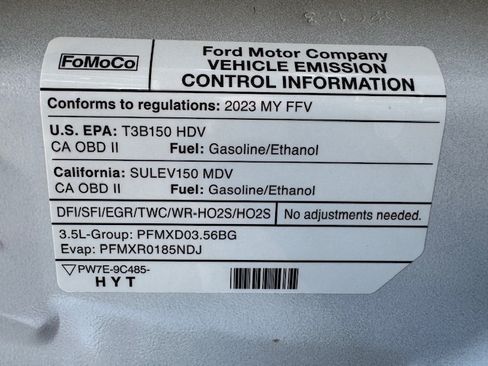 FoMoCo
Ford Motor Company
VEHICLE EMISSION
CONTROL INFORMATION
Conforms to regulations: 2023 MY FFV
U.S. EPA: T3B150 HDV
CA OBD II Fuel: Gasoline/Ethanol
California: SULEV150 MDV
CA OBD II Fuel: Gasoline/Ethanol
DFI/SFI/EGR/TWC/WR-HO2S/HO2S No adjustments needed.
3.5L-Group: PFMXD03.56BG
Evap: PFMXR0185NDJ
PW7E-9C485-
HYT